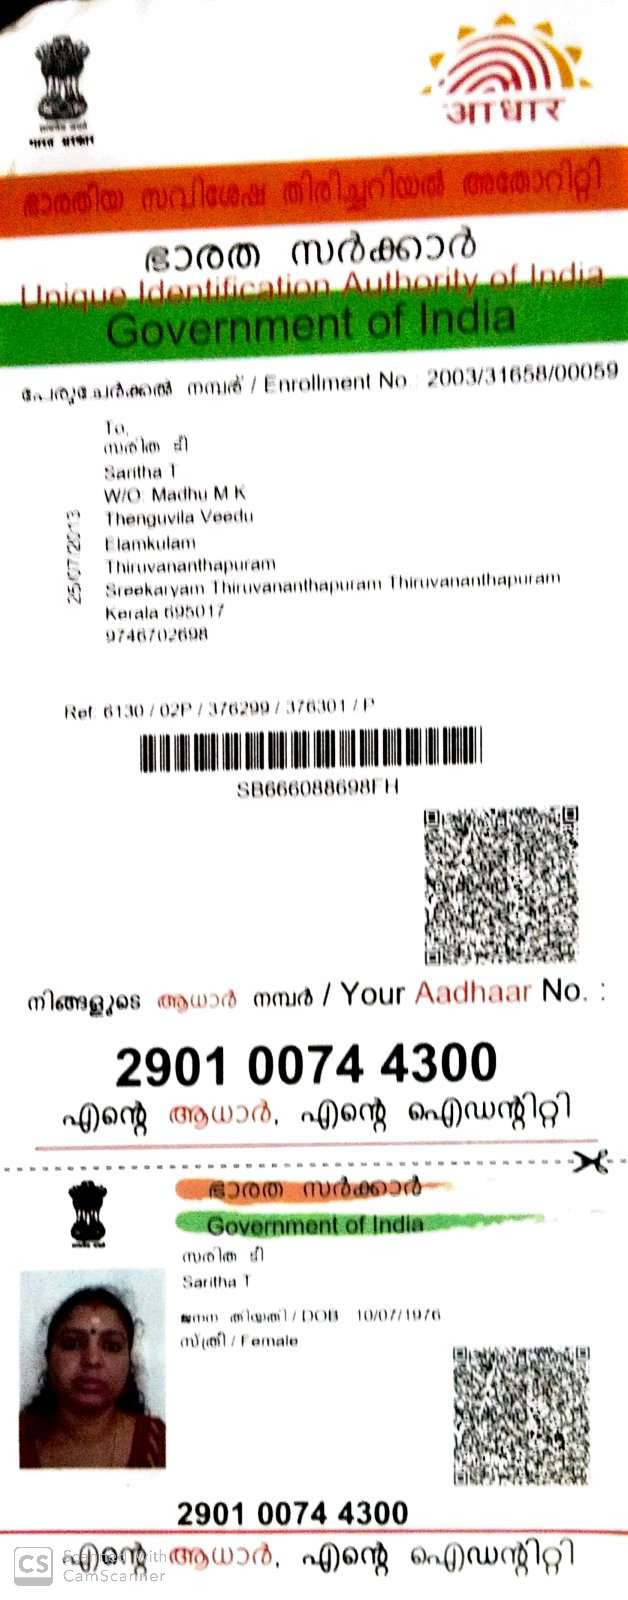 भारत सरकार
आधार
ഭാരതീയ സവിശേഷ തിരിച്ചറിയൽ അതോറിറ്റി
ഭാരത സർക്കാർ
Unique Identification Authority of India
Government of India
നമ്പര് / Enrollment No.: 2003/31658/00059
To,
സരിത ടി
Saritha T
W/O: Madhu M K
Thenguvila Veedu
Elamkulam
Thiruvananthapuram
Sreekaryam Thiruvananthapuram Thiruvananthapuram
Kerala 695017
9746702698
25/07/2013
Ref: 6130 / 02P / 376299 / 376301 / P
SB666088698FH
നിങ്ങളുടെ ആധാർ നമ്പർ / Your Aadhaar No. :
2901 0074 4300
എന്റെ ആധാർ, എന്റെ ഐഡന്റിറ്റി
ഭാരത സർക്കാർ
Government of India
സരിത ടി
Saritha T
ജനന തിയതി / DOB 10/07/1976
സ്ത്രീ / Female
2901 0074 4300
എന്റെ ആധാർ, എന്റെ ഐഡന്റിറ്റി
CS Scanned with
CamScanner